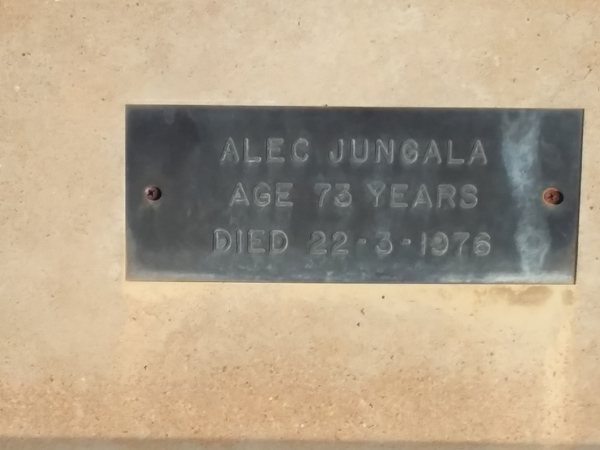 ALEC JUNGALA
AGE 73 YEARS
DIED 22-3-1976